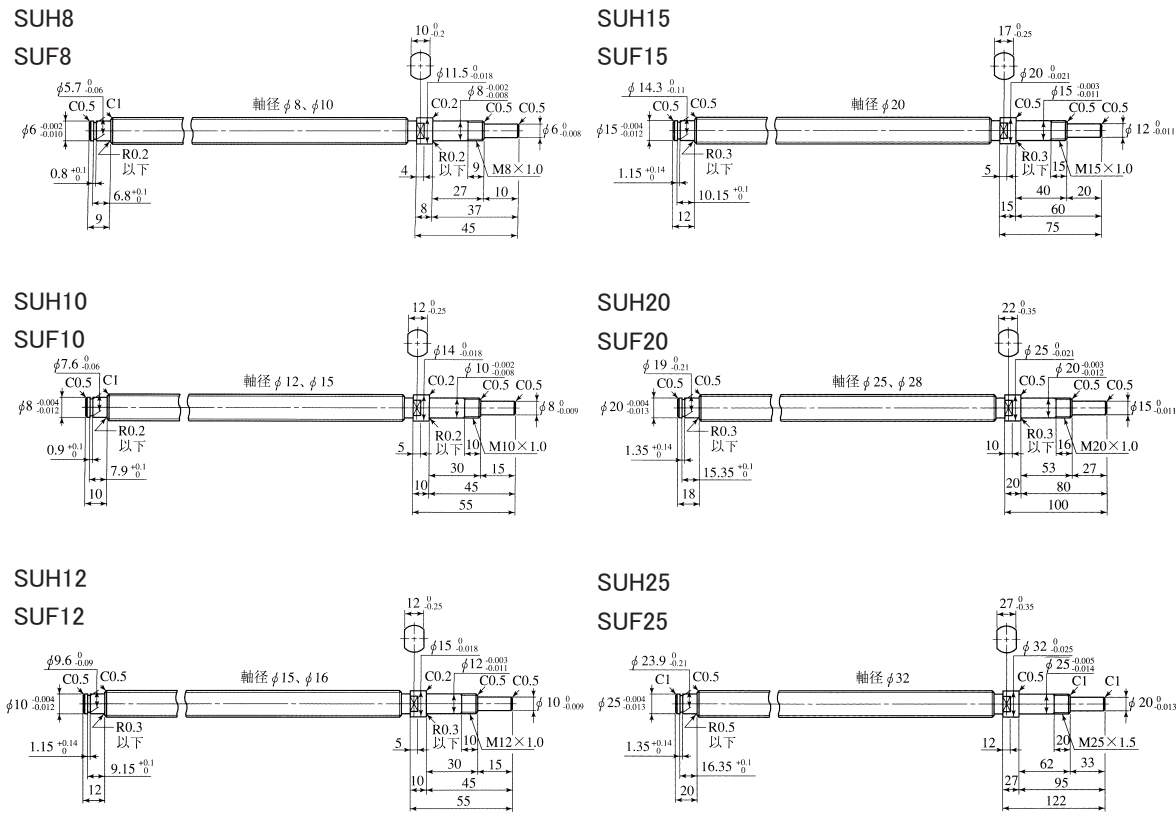 SUH8
SUF8
10 0 -0.2
φ11.5 0 -0.018
φ5.7 0 -0.06
φ8 -0.002 -0.008
C0.5 C1 軸径φ8、φ10 C0.2 C0.5 C0.5
φ6 -0.002 -0.010
φ6 0 -0.008
R0.2 以下
R0.2 以下
0.8 +0.1 0
4 9 M8×1.0
6.8 +0.1 0
27 10
9 8 37
45
SUH15
SUF15
17 0 -0.25
φ20 0 -0.021
φ14.3 0 -0.11
φ15 -0.003 -0.011
C0.5 C0.5 軸径φ20 C0.5 C0.5 C0.5
φ15 -0.004 -0.012
φ12 0 -0.011
R0.3 以下
R0.3 以下
1.15 +0.14 0
5 15 M15×1.0
10.15 +0.1 0
40 20
12 15 60
75
SUH10
SUF10
12 0 -0.25
φ14 0 -0.018
φ7.6 0 -0.06
φ10 -0.002 -0.008
C0.5 C1 軸径φ12、φ15 C0.2 C0.5 C0.5
φ8 -0.004 -0.012
φ8 0 -0.009
R0.2 以下
R0.2 以下
0.9 +0.1 0
5 10 M10×1.0
7.9 +0.1 0
30 15
10 10 45
55
SUH20
SUF20
22 0 -0.35
φ25 0 -0.021
φ19 0 -0.21
φ20 -0.003 -0.012
C0.5 C0.5 軸径φ25、φ28 C0.5 C0.5 C0.5
φ20 -0.004 -0.013
φ15 0 -0.011
R0.3 以下
R0.3 以下
1.35 +0.14 0
10 16 M20×1.0
15.35 +0.1 0
53 27
18 20 80
100
SUH12
SUF12
12 0 -0.25
φ15 0 -0.018
φ9.6 0 -0.09
φ12 -0.003 -0.011
C0.5 C0.5 軸径φ15、φ16 C0.2 C0.5 C0.5
φ10 -0.004 -0.012
φ10 0 -0.009
R0.3 以下
R0.3 以下
1.15 +0.14 0
5 10 M12×1.0
9.15 +0.1 0
30 15
12 10 45
55
SUH25
SUF25
27 0 -0.35
φ32 0 -0.025
φ23.9 0 -0.21
φ25 -0.005 -0.014
C1 C0.5 軸径φ32 C0.5 C1 C1
φ25 -0.004 -0.013
φ20 0 -0.013
R0.5 以下
R0.5 以下
1.35 +0.14 0
12 20 M25×1.5
16.35 +0.1 0
62 33
20 27 95
122